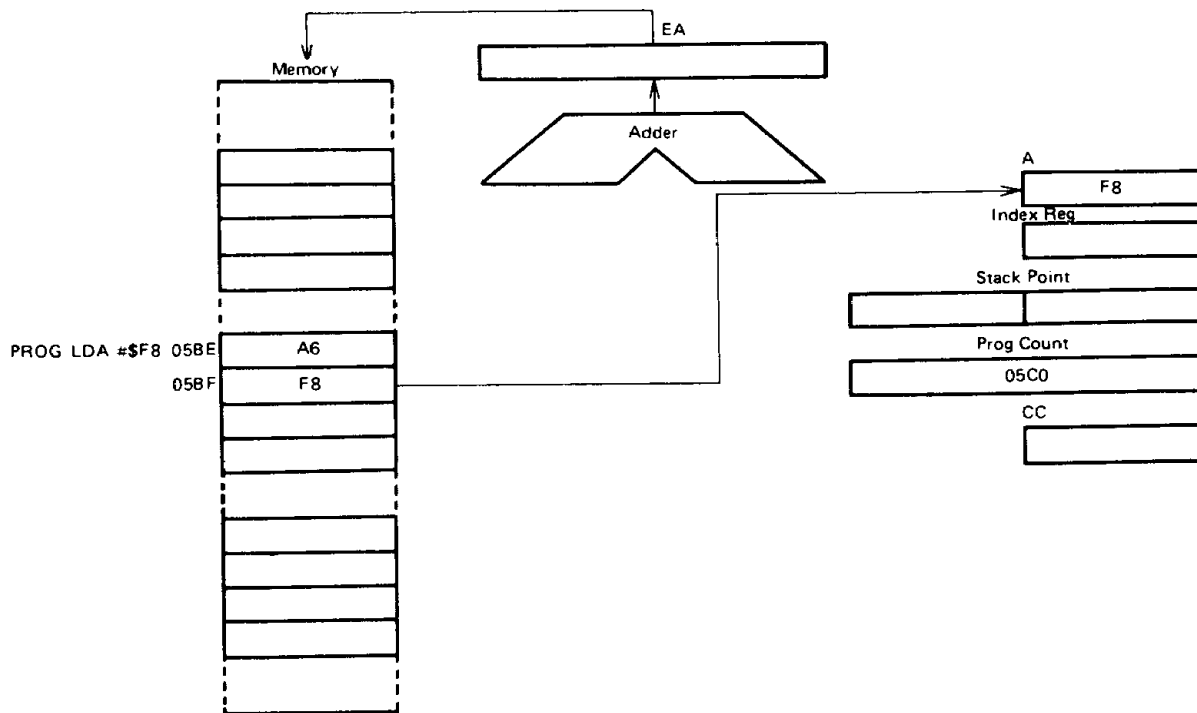 EA
Memory
Adder
A
F8
Index Reg
Stack Point
PROG LDA #$F8 05BE
A6
Prog Count
05BF
F8
05C0
CC